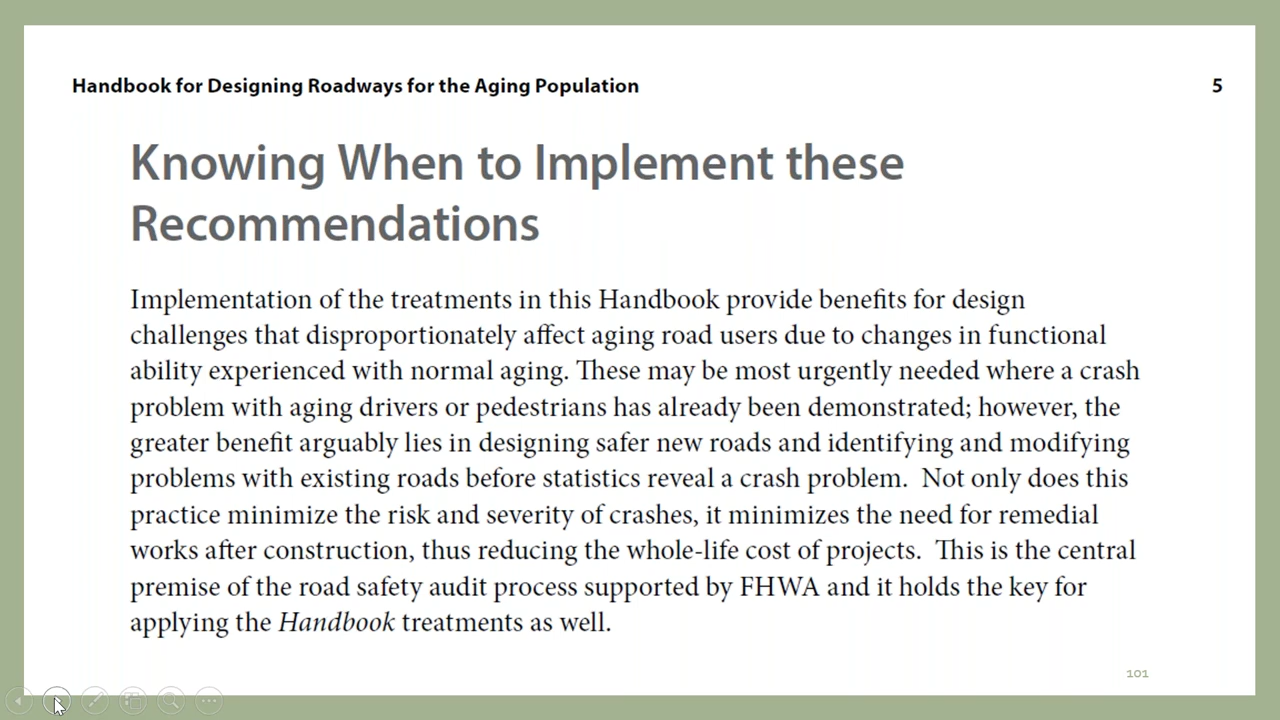 Handbook for Designing Roadways for the Aging Population 5
Knowing When to Implement these
Recommendations
Implementation of the treatments in this Handbook provide benefits for design
challenges that disproportionately affect aging road users due to changes in functional
ability experienced with normal aging. These may be most urgently needed where a crash
problem with aging drivers or pedestrians has already been demonstrated; however, the
greater benefit arguably lies in designing safer new roads and identifying and modifying
problems with existing roads before statistics reveal a crash problem.  Not only does this
practice minimize the risk and severity of crashes, it minimizes the need for remedial
works after construction, thus reducing the whole-life cost of projects.  This is the central
premise of the road safety audit process supported by FHWA and it holds the key for
applying the Handbook treatments as well.
101